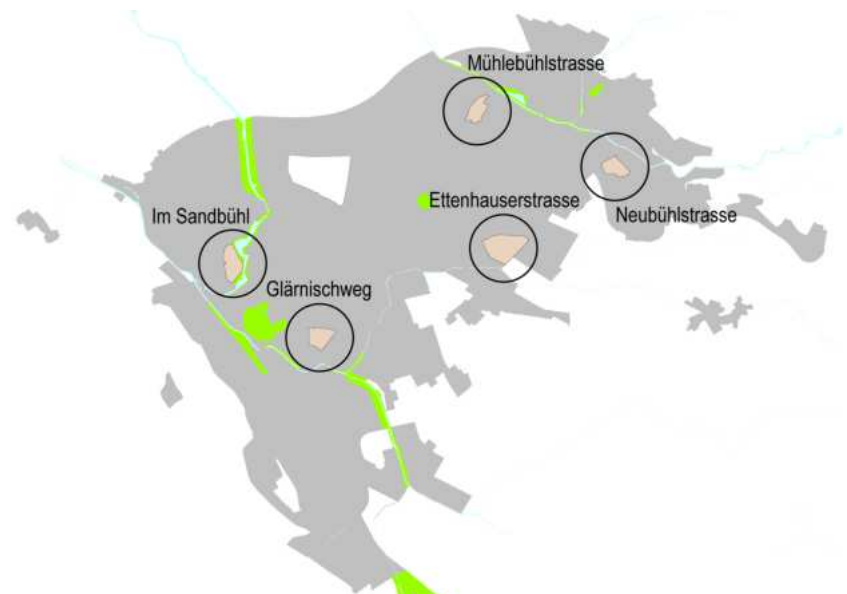 Mühlebühlstrasse
Ettenhauserstrasse
Im Sandbühl
Neubühlstrasse
Glärnischweg